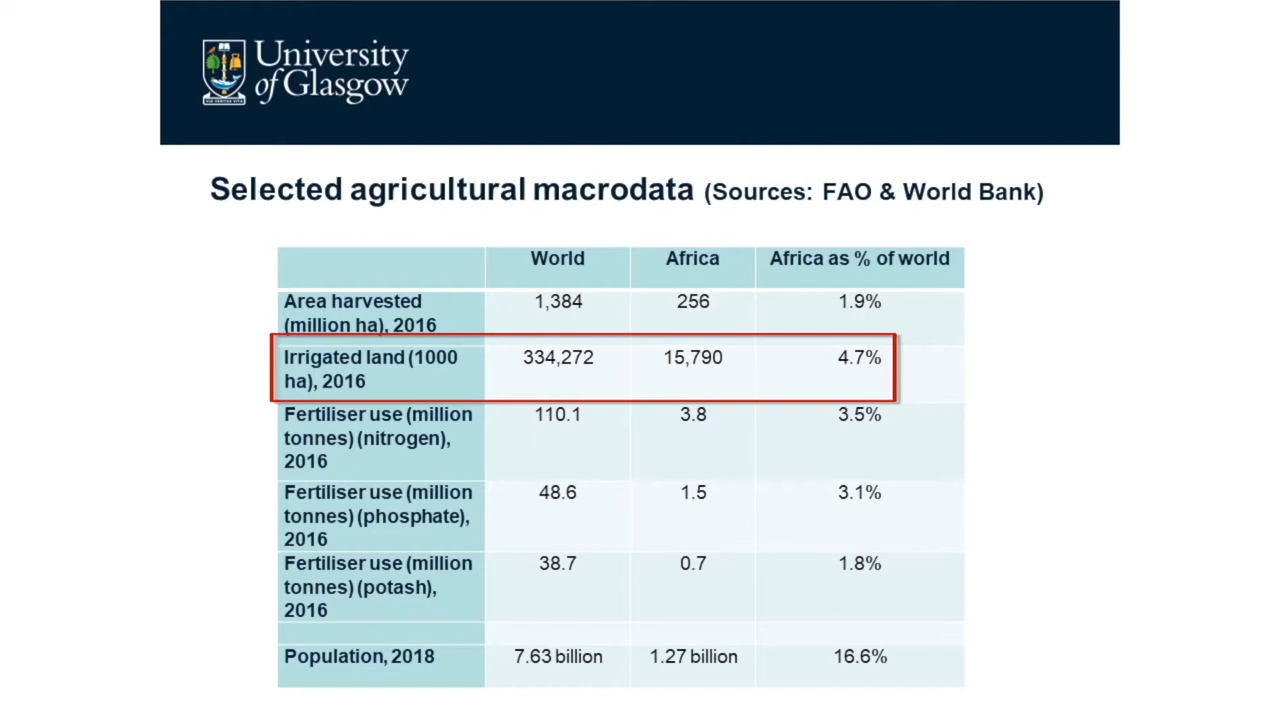 University
of Glasgow
VIA VERITAS VITA
Selected agricultural macrodata (Sources: FAO & World Bank)
World Africa Africa as % of world
Area harvested 1,384 256 1.9%
(million ha), 2016
Irrigated land (1000 334,272 15,790 4.7%
ha), 2016
Fertiliser use (million 110.1 3.8 3.5%
tonnes) (nitrogen),
2016
Fertiliser use (million 48.6 1.5 3.1%
tonnes) (phosphate),
2016
Fertiliser use (million 38.7 0.7 1.8%
tonnes) (potash),
2016
Population, 2018 7.63 billion 1.27 billion 16.6%